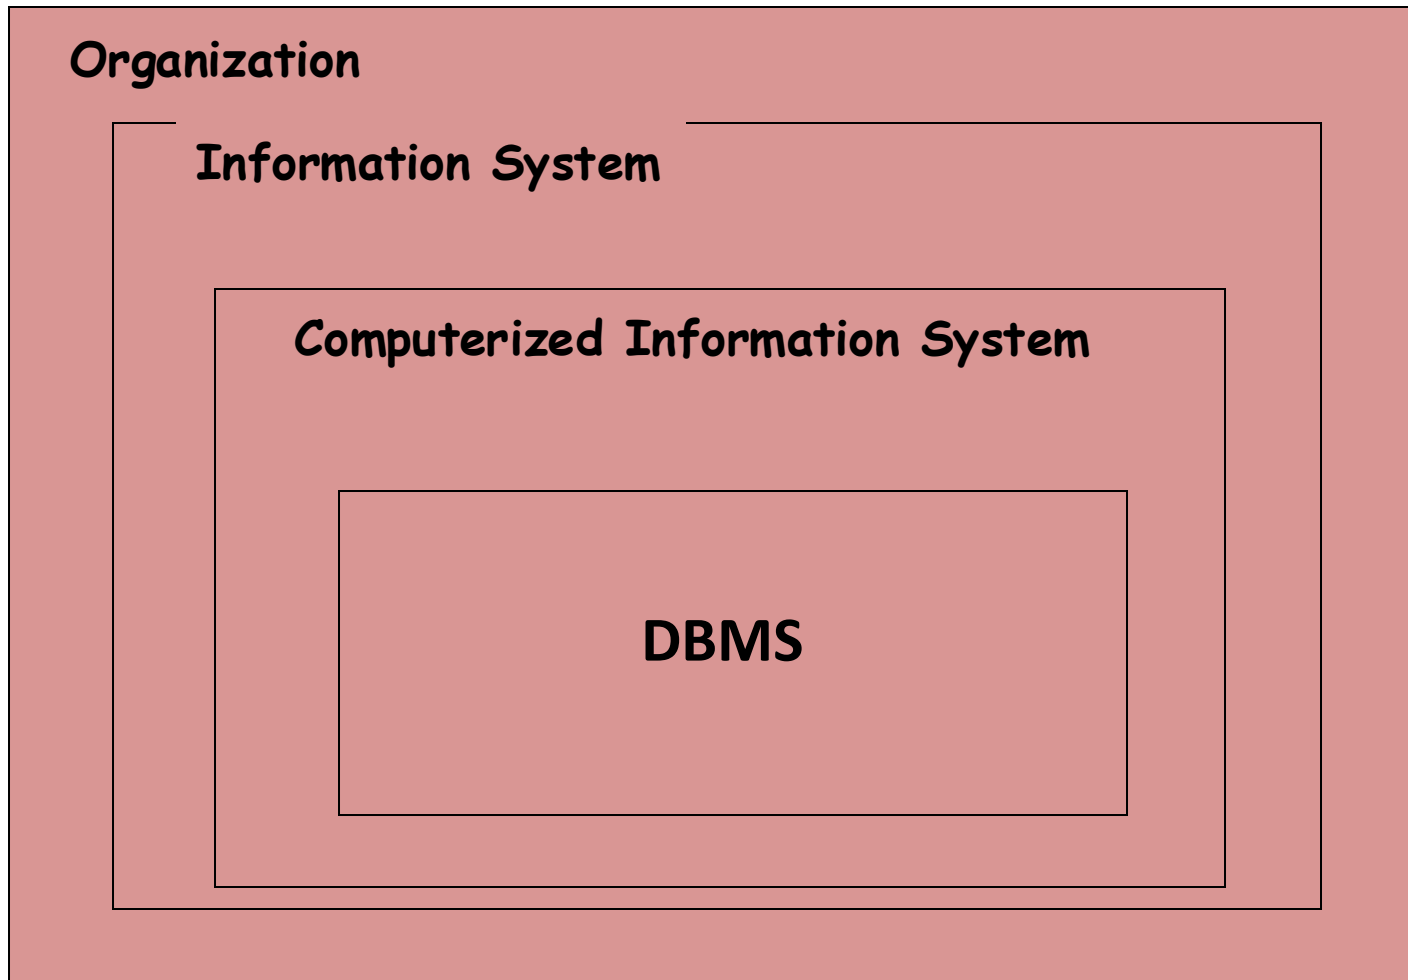 Organization
Information System
Computerized Information System
DBMS